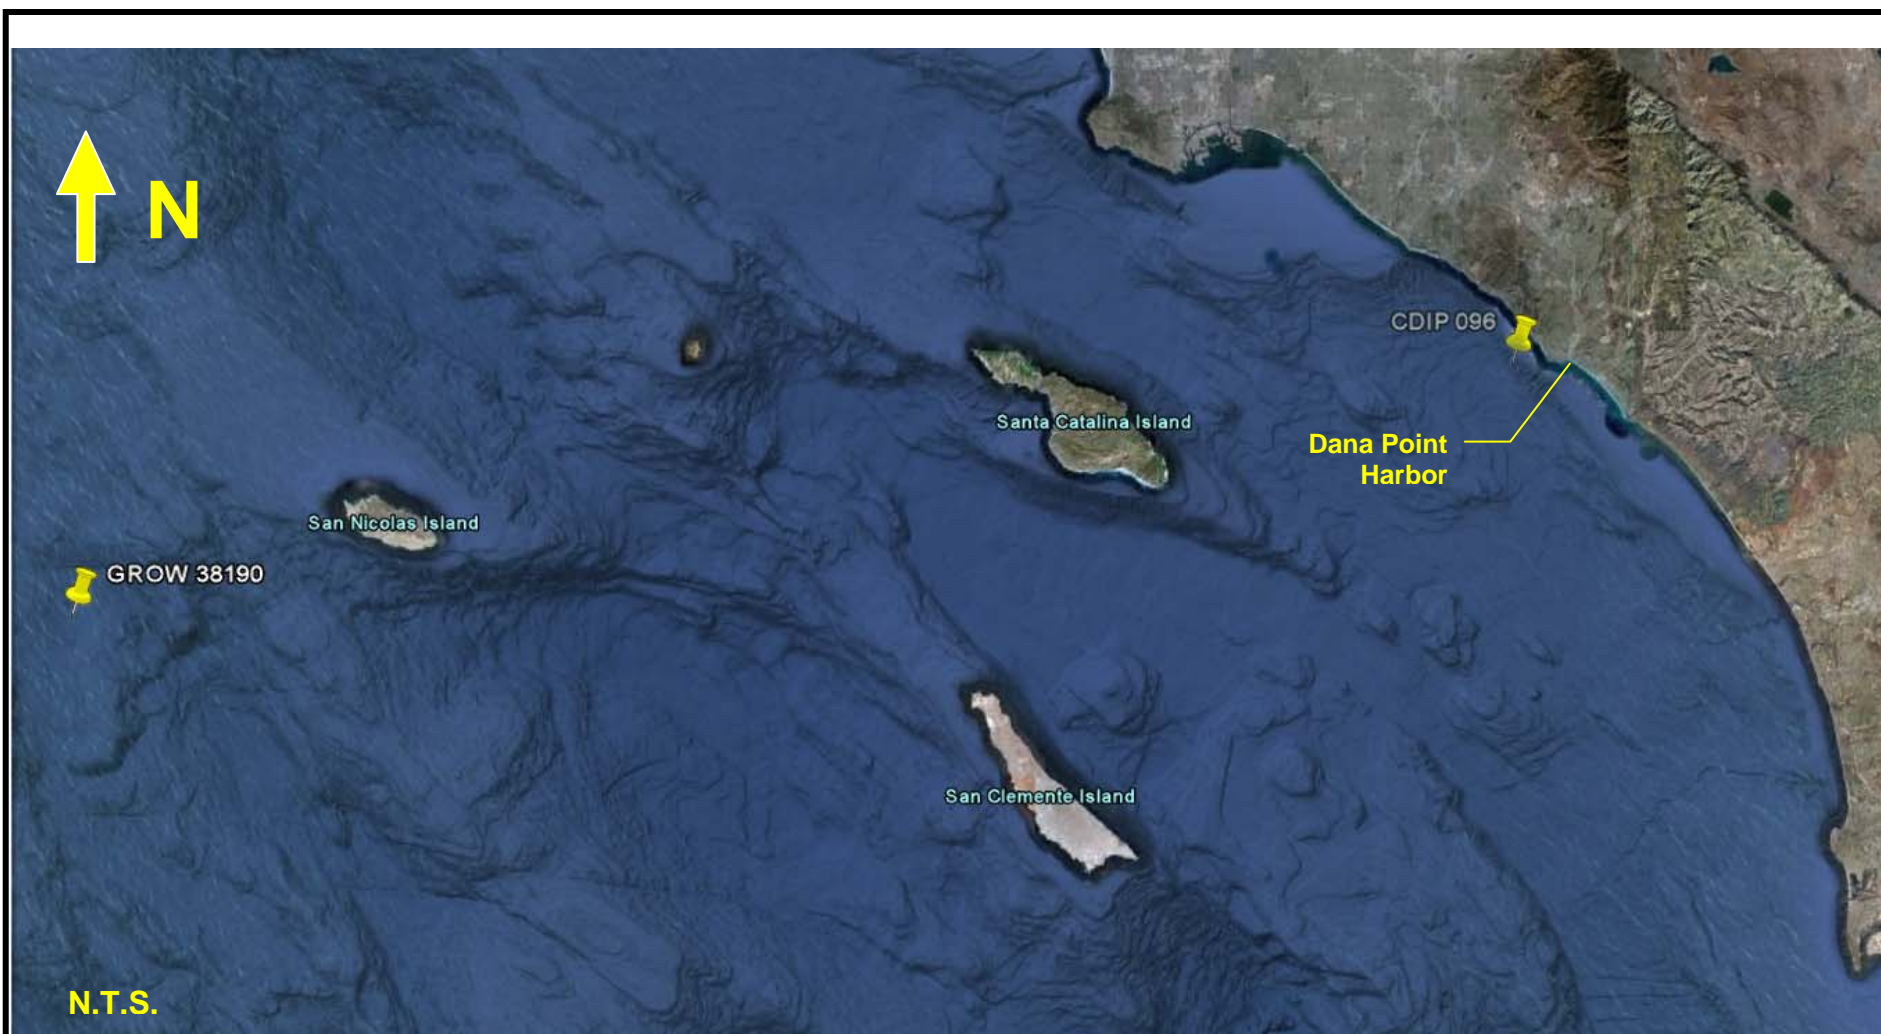 N
CDIP 096
Santa Catalina Island
Dana Point
Harbor
San Nicolas Island
GROW 38190
San Clemente Island
N.T.S.